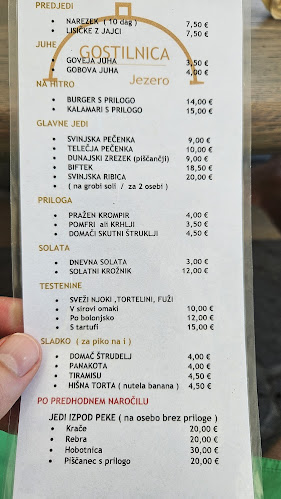 PREDJEDI
• NAREZEK ( 10 dag ) 7,50 €
• LISIČKE Z JAJCI 7,50 €
JUHE
GOSTILNICA
• GOVEJA JUHA 3,50 €
• GOBOVA JUHA 4,00 €
Jezero
NA HITRO
• BURGER S PRILOGO 14,00 €
• KALAMARI S PRILOGO 15,00 €
GLAVNE JEDI
• SVINJSKA PEČENKA 9,00 €
• TELEČJA PEČENKA 10,00 €
• DUNAJSKI ZREZEK (piščančji) 9,00 €
• BIFTEK 18,50 €
• SVINJSKA RIBICA 20,00 €
• ( na grobi soli / za 2 osebi )
PRILOGA
• PRAŽEN KROMPIR 4,00 €
• POMFRI ali KRHLJI 3,50 €
• DOMAČI SKUTNI ŠTRUKLJI 4,50 €
SOLATA
• DNEVNA SOLATA 3,00 €
• SOLATNI KROŽNIK 12,00 €
TESTENINE
• SVEŽI NJOKI ,TORTELINI, FUŽI
• V sirovi omaki 10,00 €
• Po bolonjsko 12,00 €
• S tartufi 15,00 €
SLADKO ( za piko na i )
• DOMAČ ŠTRUDELJ 4,00 €
• PANAKOTA 4,00 €
• TIRAMISU 4,50 €
• HIŠNA TORTA ( nutela banana ) 4,50 €
PO PREDHODNEM NAROČILU
JEDI IZPOD PEKE ( na osebo brez priloge )
• Krače 20,00 €
• Rebra 20,00 €
• Hobotnica 30,00 €
• Piščanec s prilogo 20,00 €